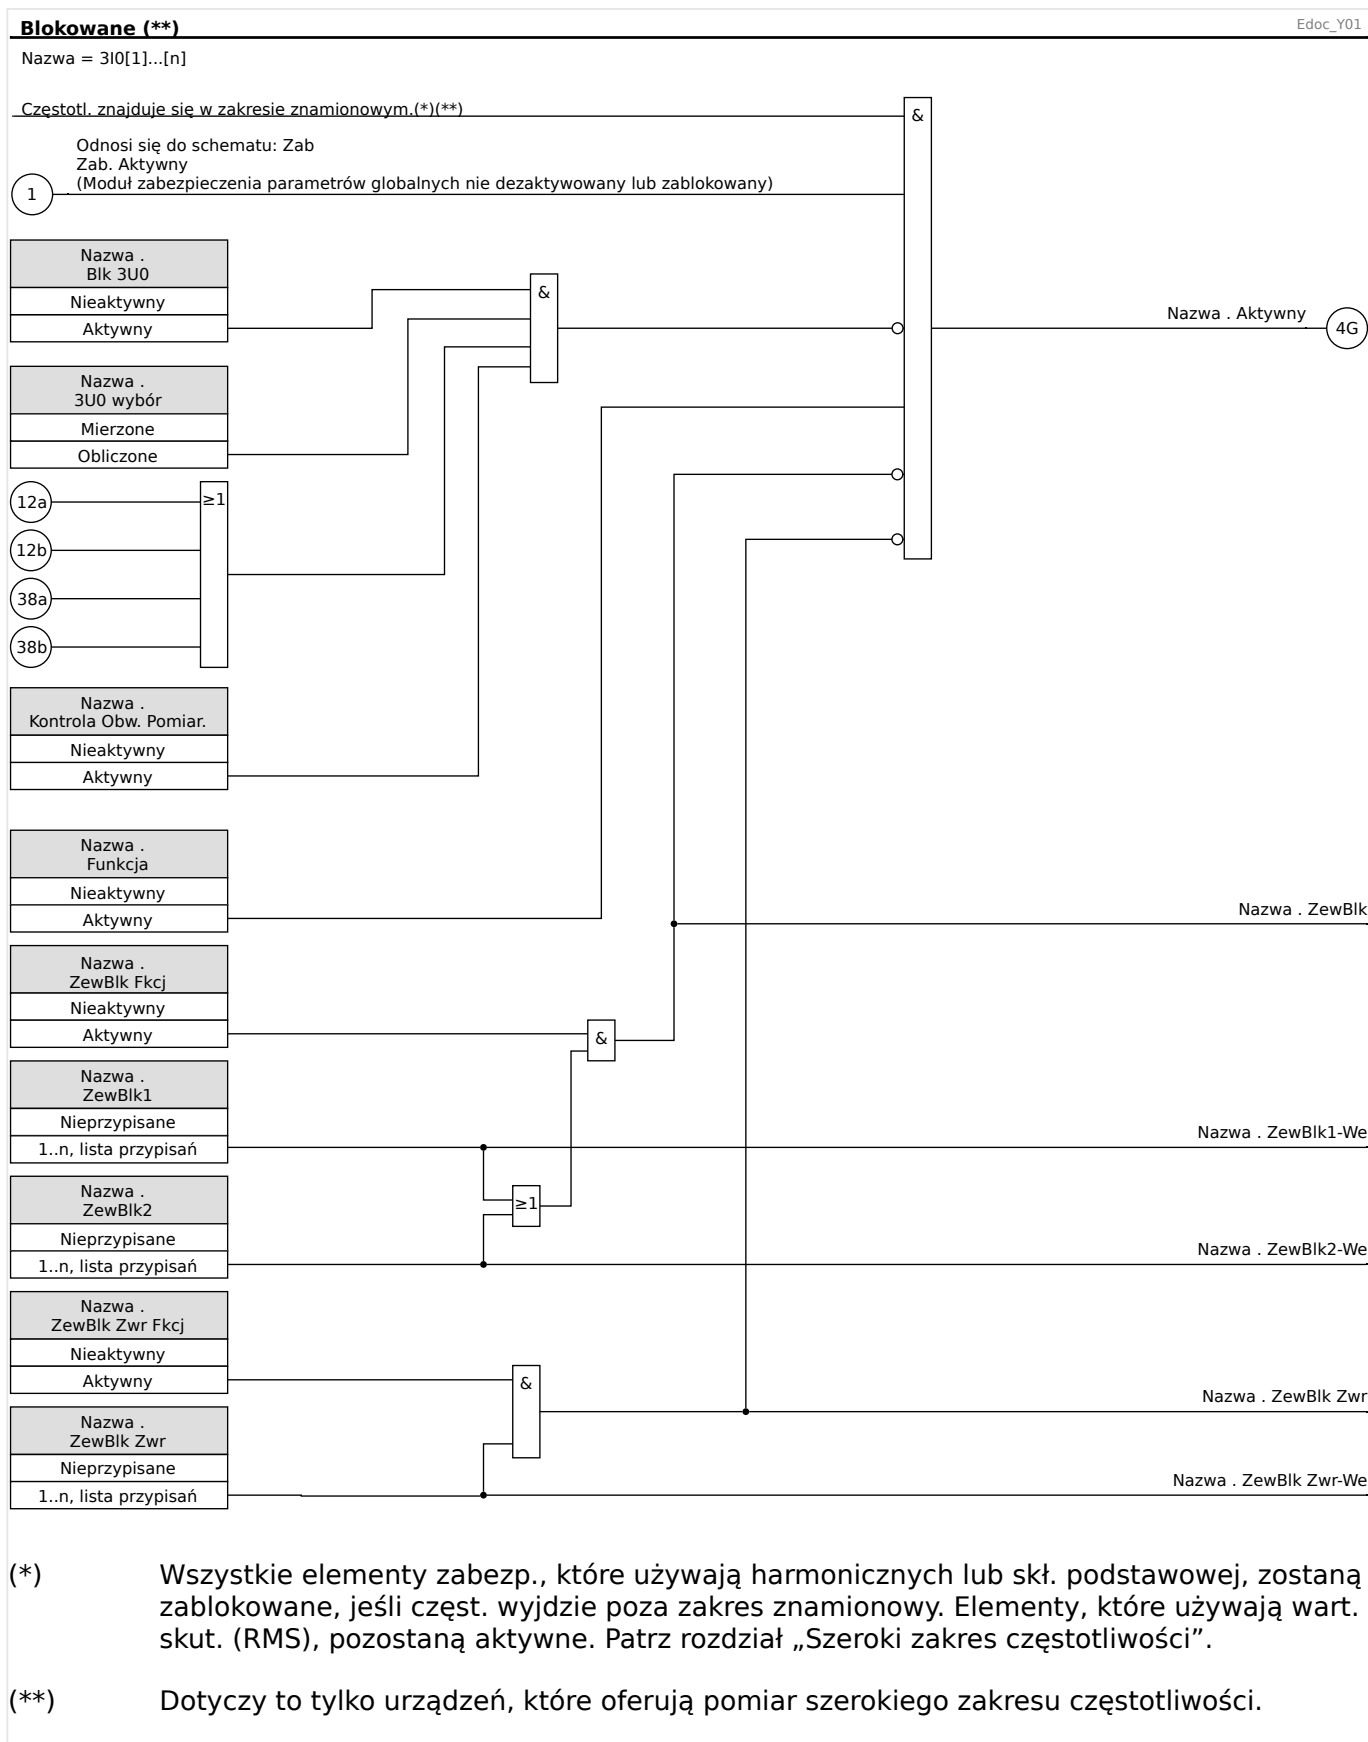 Blokowane (**)
Edoc_Y01
Nazwa = 3I0[1]...[n]
Częstotl. znajduje się w zakresie znamionowym.(*)(**)
&
Odnosi się do schematu: Zab
Zab. Aktywny
(Moduł zabezpieczenia parametrów globalnych nie dezaktywowany lub zablokowany)
1
Nazwa .
Blk 3U0
Nieaktywny
Aktywny
&
Nazwa . Aktywny
4G
Nazwa .
3U0 wybór
Mierzone
Obliczone
12a
≥1
12b
38a
38b
Nazwa .
Kontrola Obw. Pomiar.
Nieaktywny
Aktywny
Nazwa .
Funkcja
Nieaktywny
Aktywny
Nazwa . ZewBlk
Nazwa .
ZewBlk Fkcj
Nieaktywny
Aktywny
&
Nazwa .
ZewBlk1
Nieprzypisane
1..n, lista przypisań
Nazwa . ZewBlk1-We
Nazwa .
ZewBlk2
≥1
Nieprzypisane
1..n, lista przypisań
Nazwa . ZewBlk2-We
Nazwa .
ZewBlk Zwr Fkcj
Nieaktywny
Aktywny
&
Nazwa . ZewBlk Zwr
Nazwa .
ZewBlk Zwr
Nieprzypisane
1..n, lista przypisań
Nazwa . ZewBlk Zwr-We
(*) Wszystkie elementy zabezp., które używają harmonicznych lub skł. podstawowej, zostaną
zablokowane, jeśli częst. wyjdzie poza zakres znamionowy. Elementy, które używają wart.
skut. (RMS), pozostaną aktywne. Patrz rozdział „Szeroki zakres częstotliwości”.
(**) Dotyczy to tylko urządzeń, które oferują pomiar szerokiego zakresu częstotliwości.